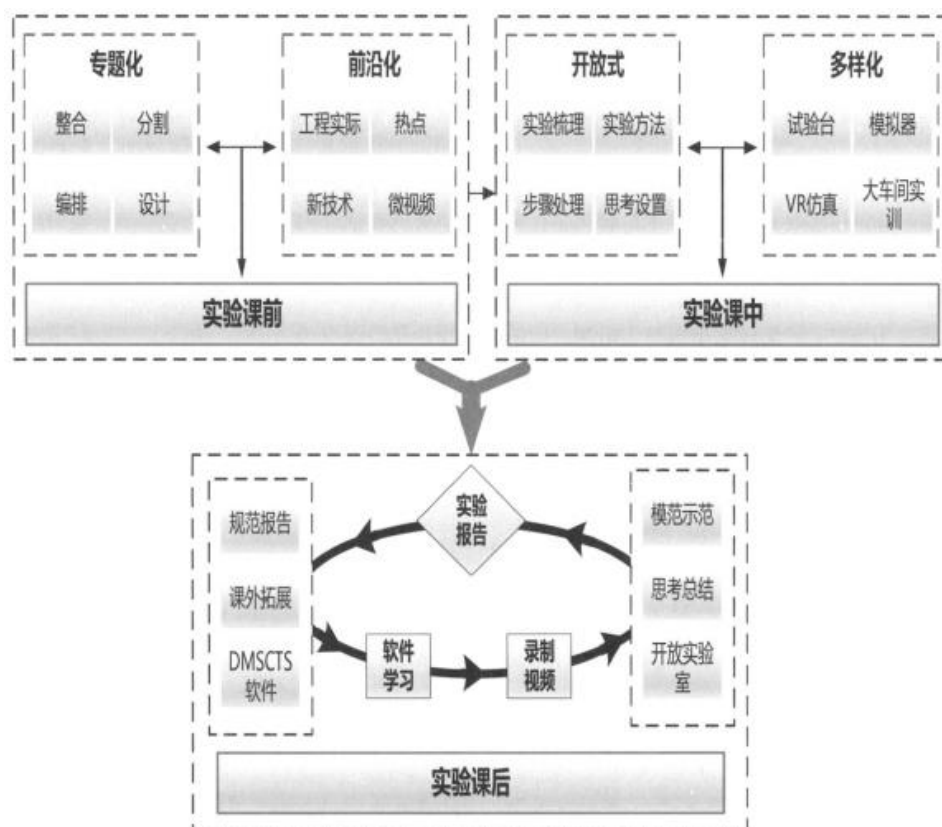 专题化
整合
分割
编排
设计
前沿化
工程实际
热点
新技术
微视频
实验课前
开放式
实验梳理
实验方法
步骤处理
思考设置
多样化
试验台
模拟器
VR仿真
大车间实
训
实验课中
规范报告
课外拓展
DMSCTS
软件
实验
报告
软件
学习
录制
视频
模范示范
思考总结
开放实验
室
实验课后